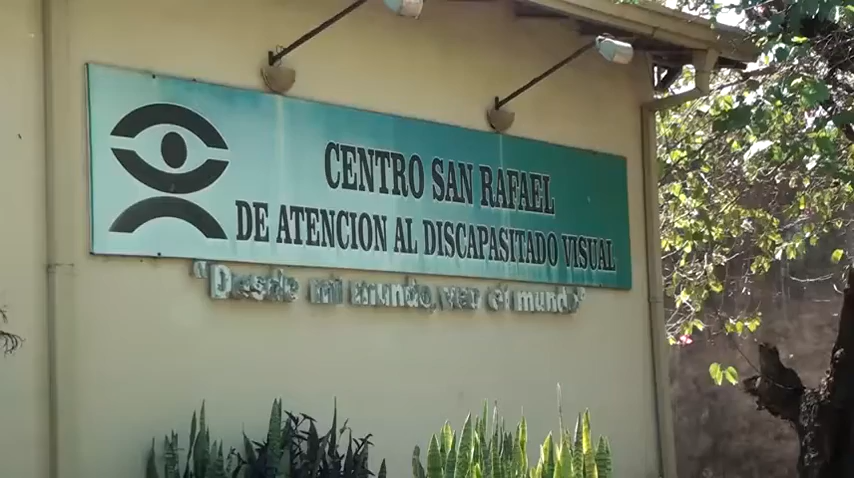 CENTRO SAN RAFAEL
DE ATENCION AL DISCAPASITADO VISUAL
"Desde mi mundo, ver el mundo"